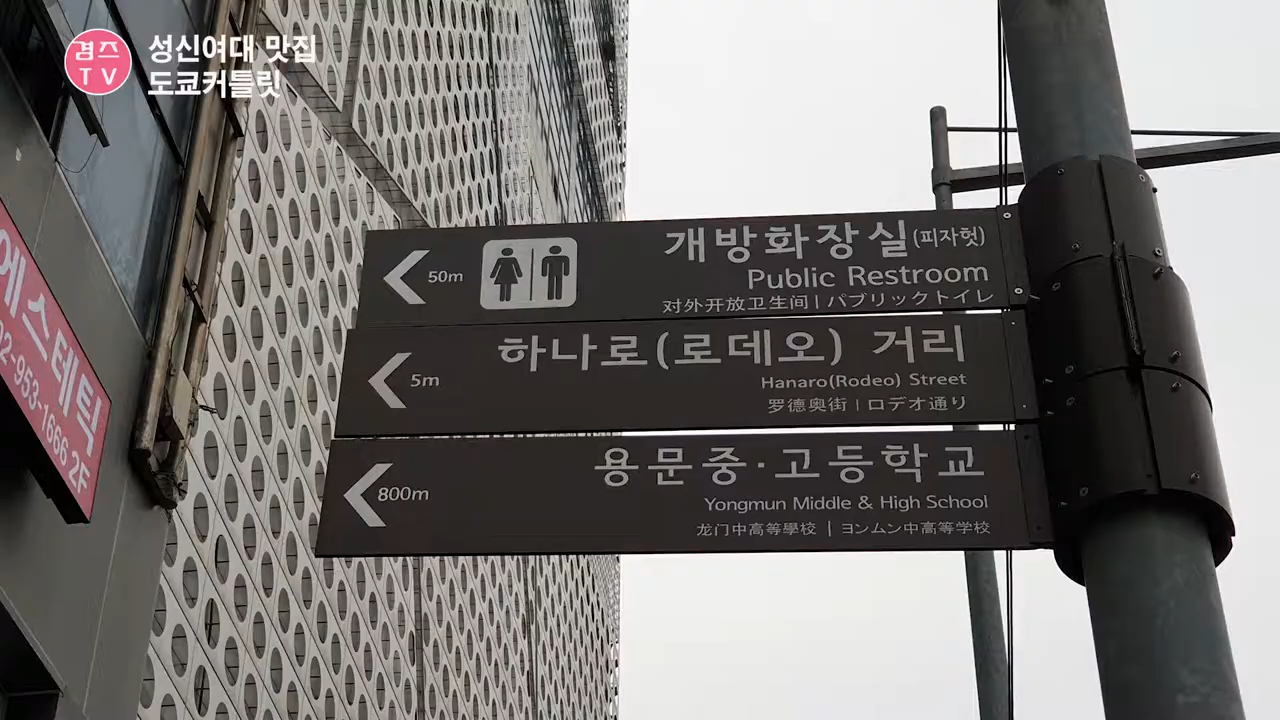 겸즈
TV
성신여대 맛집
도쿄커틀릿
에스테틱
02-953-1666 2F
50m
개방화장실(피자헛)
Public Restroom
对外开放卫生间 | パブリックトイレ
5m
하나로(로데오) 거리
Hanaro(Rodeo) Street
罗德奥街 | ロデオ通り
800m
용문중·고등학교
Yongmun Middle & High School
龙门中高等學校 | ヨンムン中高等学校